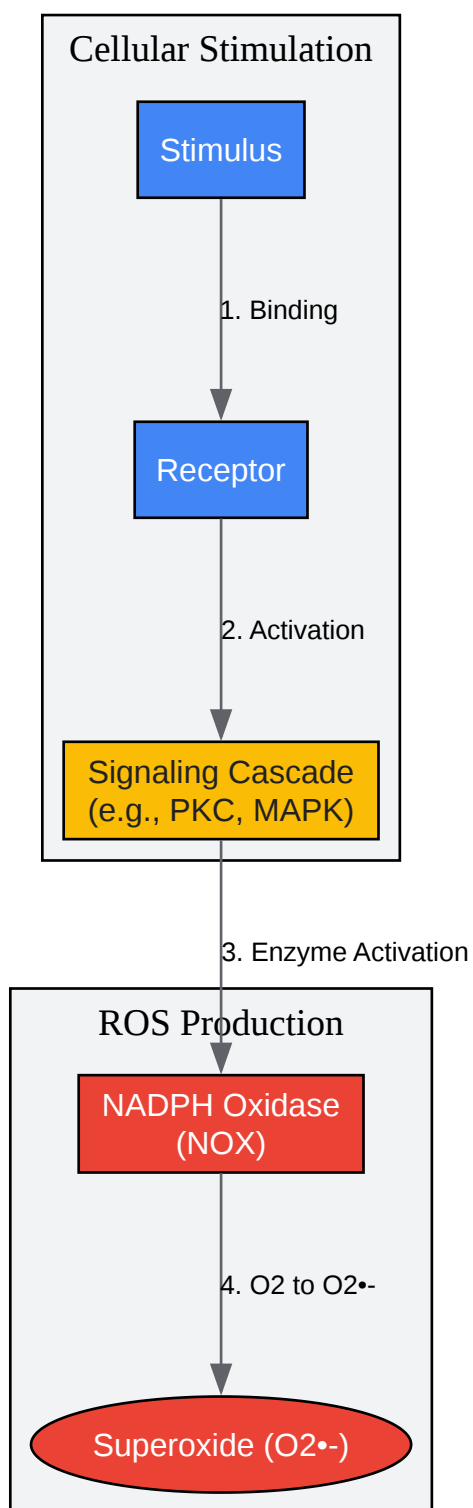 Cellular Stimulation
Stimulus
1. Binding
Receptor
2. Activation
Signaling Cascade
(e.g., PKC, MAPK)
3. Enzyme Activation
ROS Production
NADPH Oxidase
(NOX)
4. O2 to O2•-
Superoxide (O2•-)